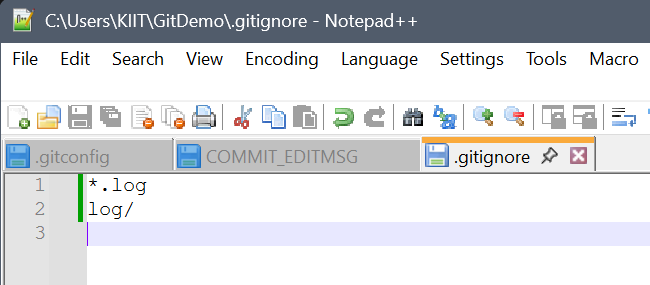 C:\Users\KIIT\GitDemo\.gitignore - Notepad++
File Edit Search View Encoding Language Settings Tools Macro
.gitconfig COMMIT_EDITMSG .gitignore
1 *.log
2 log/
3